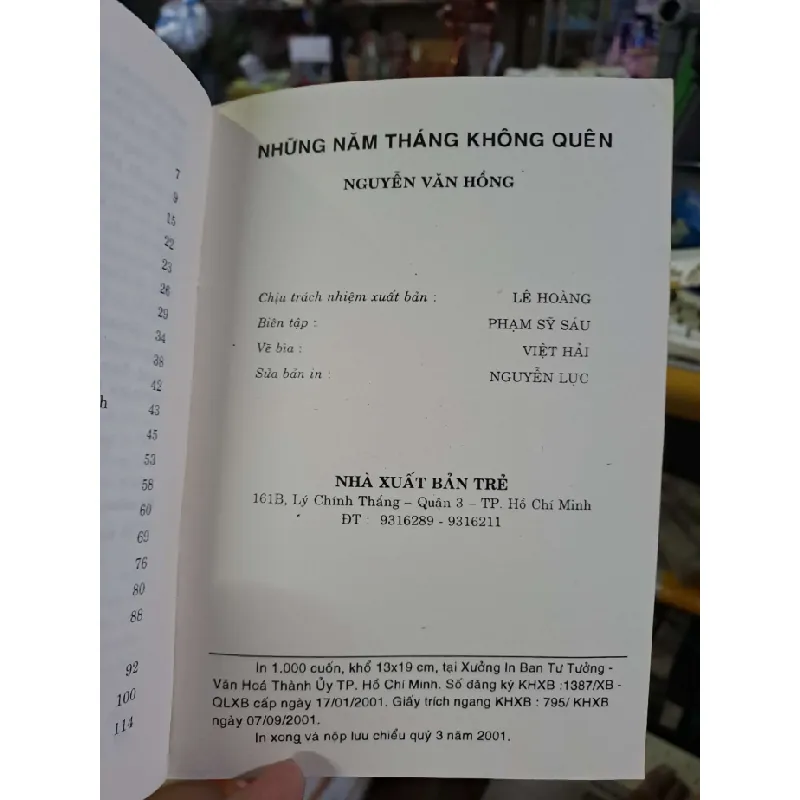 7
9
15
22
23
26
29
34
38
42
h
43
45
53
58
60
69
76
80
88
92
100
114
NHỮNG NĂM THÁNG KHÔNG QUÊN
NGUYỄN VĂN HỒNG
Chịu trách nhiệm xuất bản : LÊ HOÀNG
Biên tập : PHẠM SỸ SÁU
Vẽ bìa : VIỆT HẢI
Sửa bản in : NGUYỄN LỤC
NHÀ XUẤT BẢN TRẺ
161B, Lý Chính Thắng – Quận 3 – TP. Hồ Chí Minh
ĐT : 9316289 - 9316211
In 1.000 cuốn, khổ 13x19 cm, tại Xưởng In Ban Tư Tưởng -
Văn Hoá Thành Ủy TP. Hồ Chí Minh. Số đăng ký KHXB :1387/XB -
QLXB cấp ngày 17/01/2001. Giấy trích ngang KHXB : 795/ KHXB
ngày 07/09/2001.
In xong và nộp lưu chiểu quý 3 năm 2001.